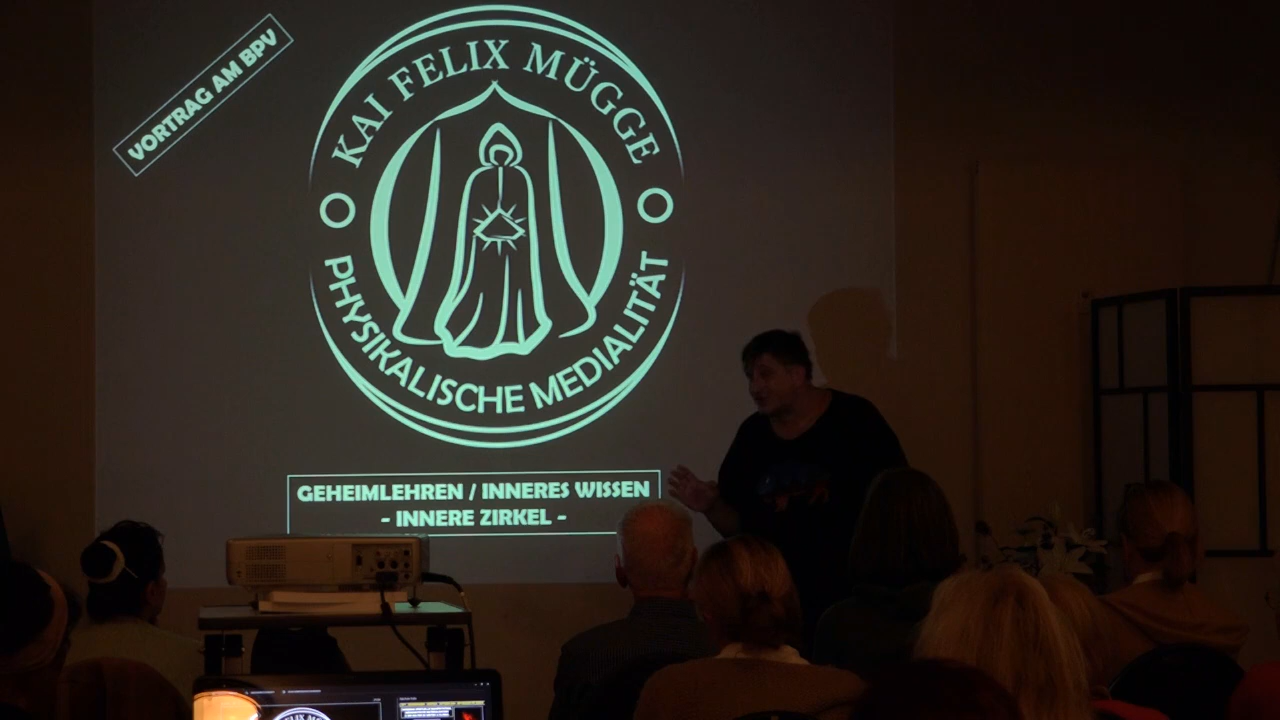 VORTRAG AM BPV
KAI FELIX MÜGGE
PHYSIKALISCHE MEDIALITÄT
GEHEIMLEHREN / INNERES WISSEN
- INNERE ZIRKEL -